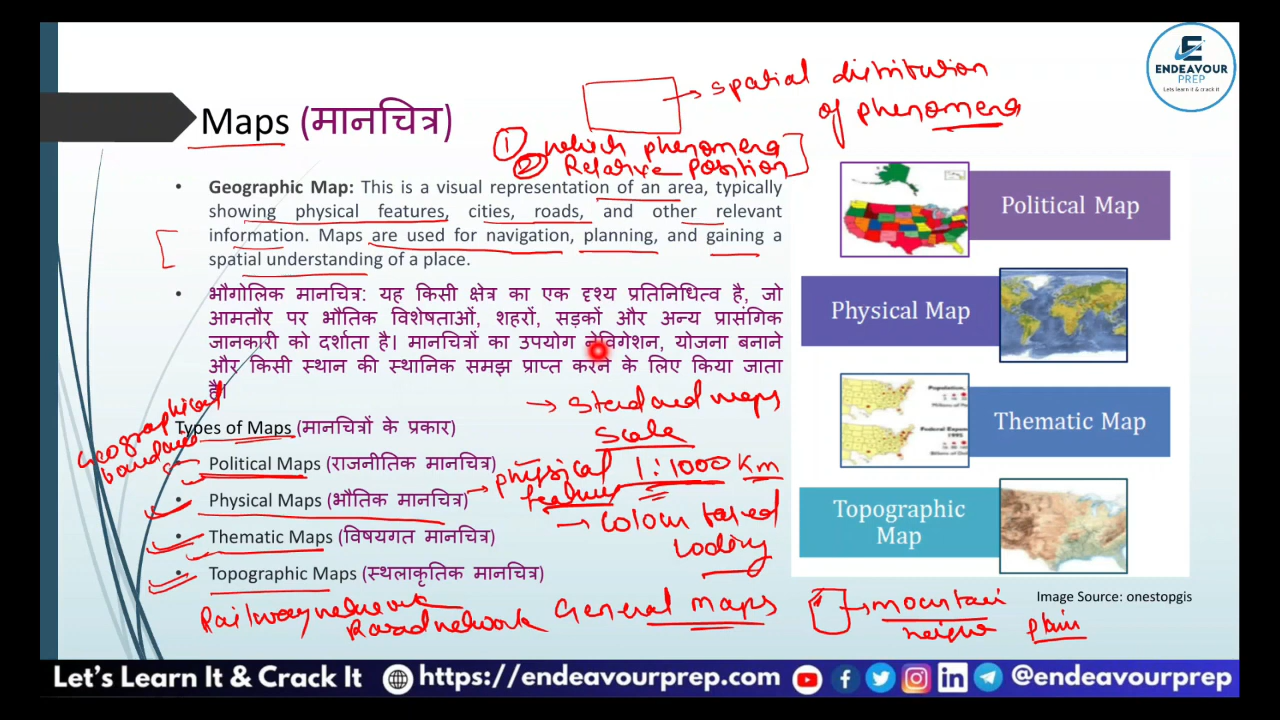 ENDEAVOUR
PREP
Lets learn it & crack it
Maps (मानचित्र)
spatial distribution
of phenomena
① which phenomena
② Relative position
• Geographic Map: This is a visual representation of an area, typically
showing physical features, cities, roads, and other relevant
information. Maps are used for navigation, planning, and gaining a
spatial understanding of a place.
• भौगोलिक मानचित्र: यह किसी क्षेत्र का एक दृश्य प्रतिनिधित्व है, जो
आमतौर पर भौतिक विशेषताओं, शहरों, सड़कों और अन्य प्रासंगिक
जानकारी को दर्शाता है। मानचित्रों का उपयोग नेविगेशन, योजना बनाने
और किसी स्थान की स्थानिक समझ प्राप्त करने के लिए किया जाता
है।
Types of Maps (मानचित्रों के प्रकार)
• Political Maps (राजनीतिक मानचित्र)
• Physical Maps (भौतिक मानचित्र)
• Thematic Maps (विषयगत मानचित्र)
• Topographic Maps (स्थलाकृतिक मानचित्र)
Geographical
→ standard maps
scale
1:1000 Km
→ physical
feature
→ colour based
coding
Railway network
Road network
General maps
→ mountain
height
plain
Political Map
Physical Map
Thematic Map
Topographic
Map
Image Source: onestopgis
Let's Learn It & Crack It https://endeavourprep.com @endeavourprep